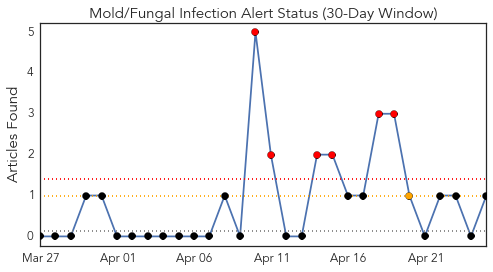 Mold/Fungal Infection Alert Status (30-Day Window)
Articles Found
5
4
3
2
1
0
Mar 27 Apr 01 Apr 06 Apr 11 Apr 16 Apr 21